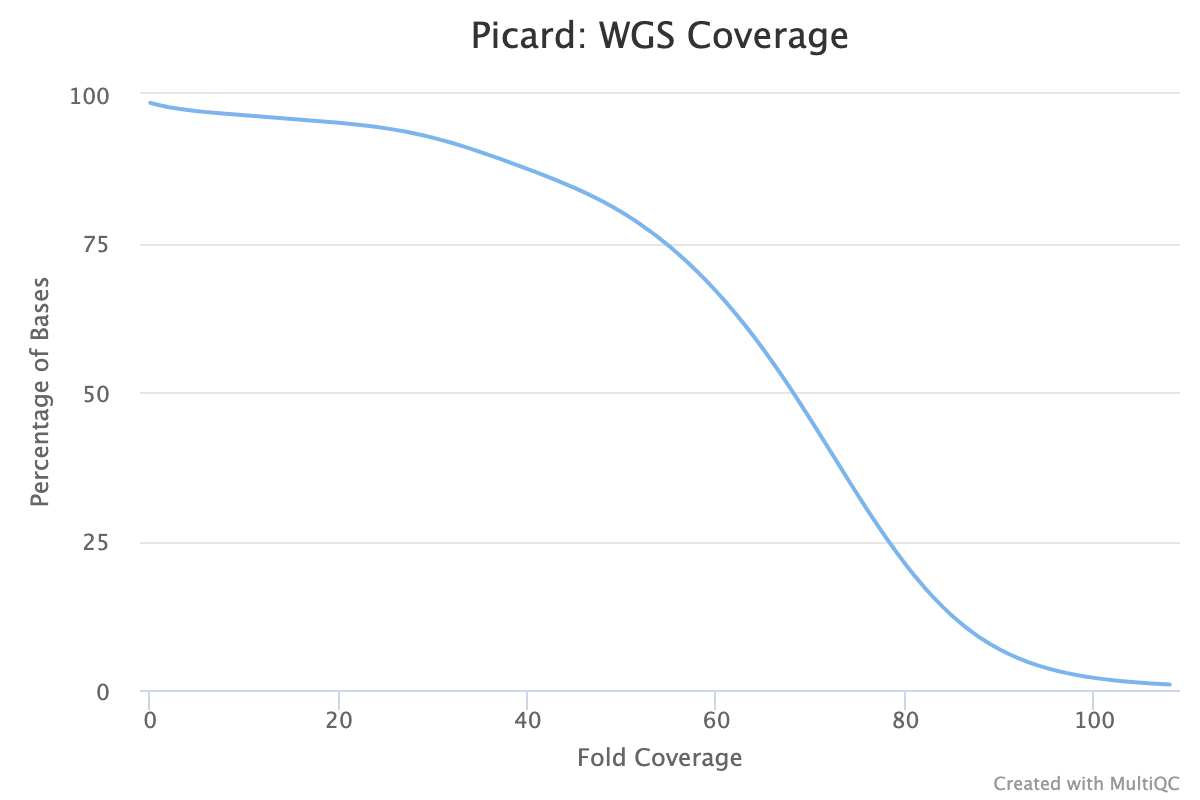 Picard: WGS Coverage
100
75
50
25
0
Percentage of Bases
0 20 40 60 80 100
Fold Coverage
Created with MultiQC